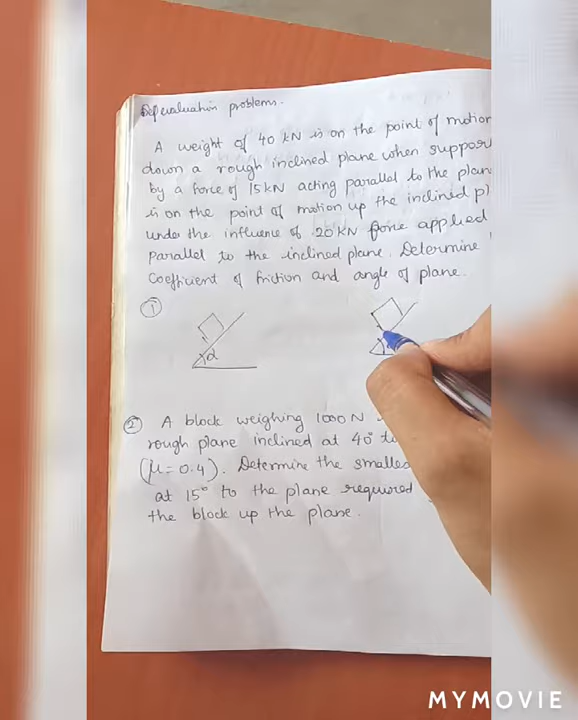 Self evaluation problems.
A weight of 40 kN is on the point of motion
down a rough inclined plane when suppor
by a force of 15 kN acting parallel to the plan
is on the point of motion up the inclined pl
under the influence of 20 kN force applied
parallel to the inclined plane. Determine
Coefficient of friction and angle of plane.
①
α
② A block weighing 1000 N
rough plane inclined at 40° to
(μ = 0.4). Determine the smalles
at 15° to the plane required
the block up the plane.
MYMOVIE